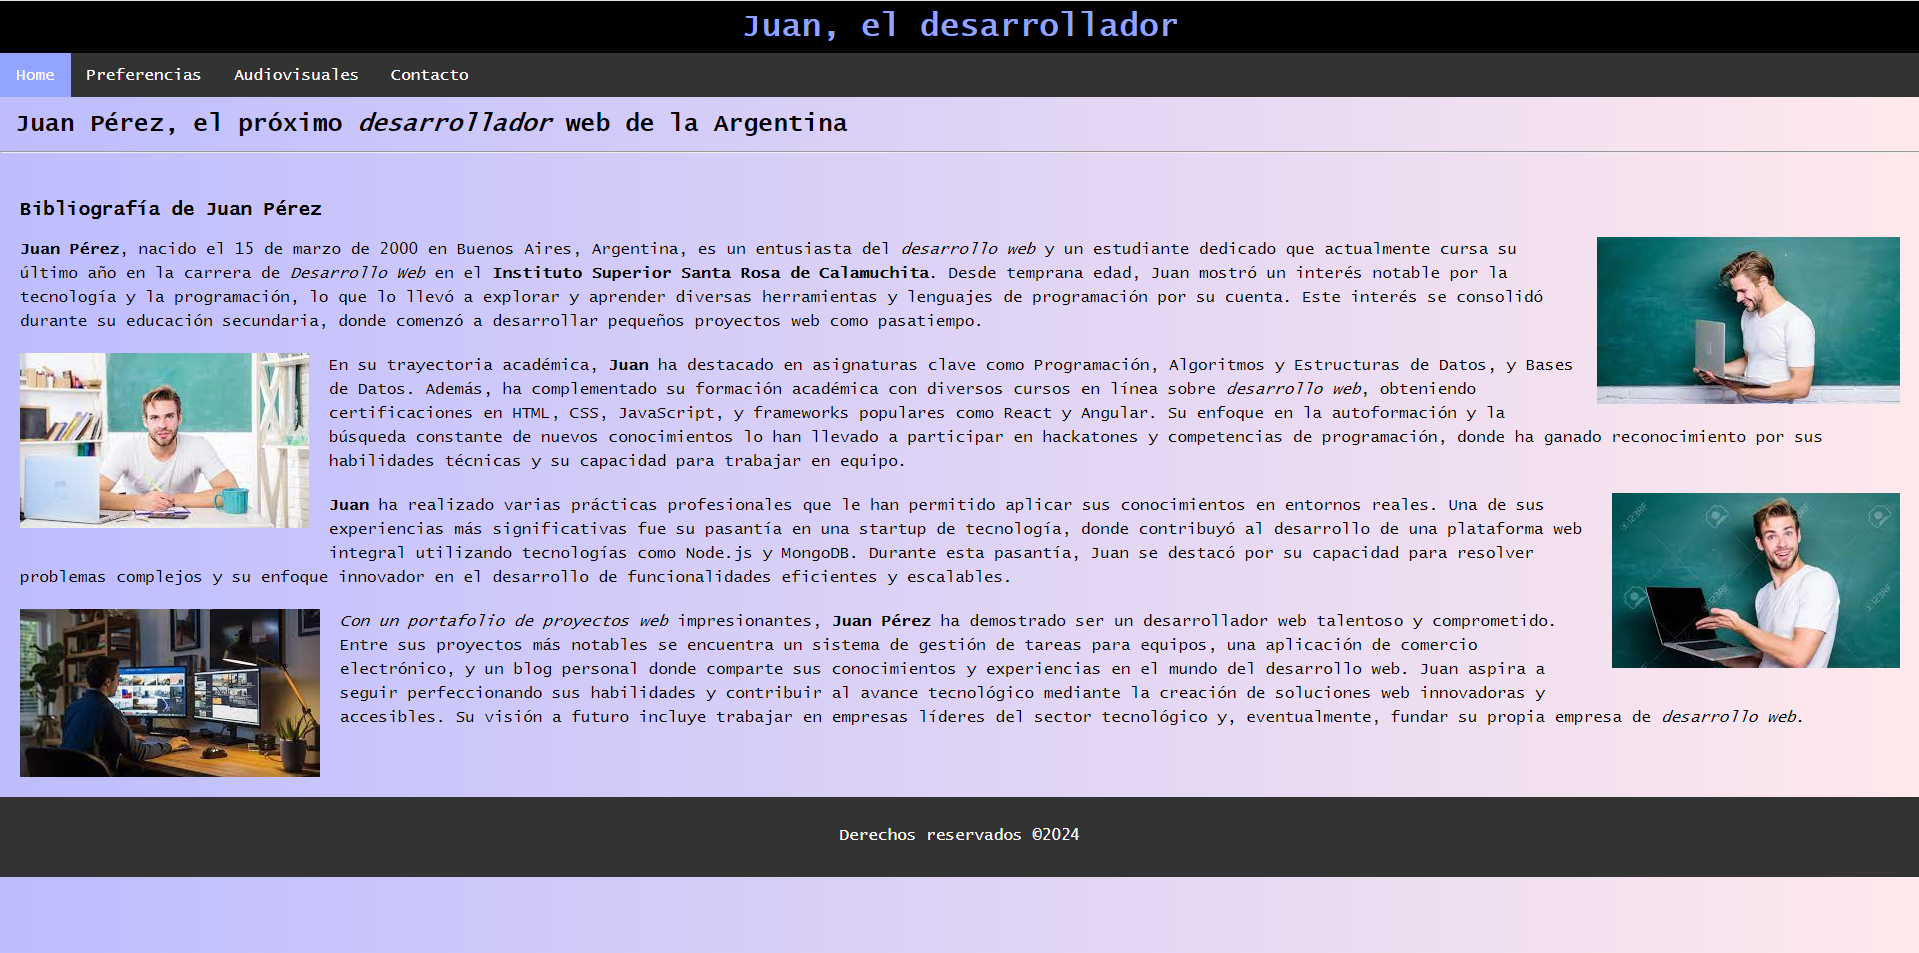 Juan, el desarrollador
Home Preferencias Audiovisuales Contacto
Juan Pérez, el próximo desarrollador web de la Argentina
Bibliografía de Juan Pérez
Juan Pérez, nacido el 15 de marzo de 2000 en Buenos Aires, Argentina, es un entusiasta del desarrollo web y un estudiante dedicado que actualmente cursa su
último año en la carrera de Desarrollo Web en el Instituto Superior Santa Rosa de Calamuchita. Desde temprana edad, Juan mostró un interés notable por la
tecnología y la programación, lo que lo llevó a explorar y aprender diversas herramientas y lenguajes de programación por su cuenta. Este interés se consolidó
durante su educación secundaria, donde comenzó a desarrollar pequeños proyectos web como pasatiempo.
En su trayectoria académica, Juan ha destacado en asignaturas clave como Programación, Algoritmos y Estructuras de Datos, y Bases
de Datos. Además, ha complementado su formación académica con diversos cursos en línea sobre desarrollo web, obteniendo
certificaciones en HTML, CSS, JavaScript, y frameworks populares como React y Angular. Su enfoque en la autoformación y la
búsqueda constante de nuevos conocimientos lo han llevado a participar en hackatones y competencias de programación, donde ha ganado reconocimiento por sus
habilidades técnicas y su capacidad para trabajar en equipo.
Juan ha realizado varias prácticas profesionales que le han permitido aplicar sus conocimientos en entornos reales. Una de sus
experiencias más significativas fue su pasantía en una startup de tecnología, donde contribuyó al desarrollo de una plataforma web
integral utilizando tecnologías como Node.js y MongoDB. Durante esta pasantía, Juan se destacó por su capacidad para resolver
problemas complejos y su enfoque innovador en el desarrollo de funcionalidades eficientes y escalables.
123RF
123RF
123RF
123RF
Con un portafolio de proyectos web impresionantes, Juan Pérez ha demostrado ser un desarrollador web talentoso y comprometido.
Entre sus proyectos más notables se encuentra un sistema de gestión de tareas para equipos, una aplicación de comercio
electrónico, y un blog personal donde comparte sus conocimientos y experiencias en el mundo del desarrollo web. Juan aspira a
seguir perfeccionando sus habilidades y contribuir al avance tecnológico mediante la creación de soluciones web innovadoras y
accesibles. Su visión a futuro incluye trabajar en empresas líderes del sector tecnológico y, eventualmente, fundar su propia empresa de desarrollo web.
Derechos reservados ©2024